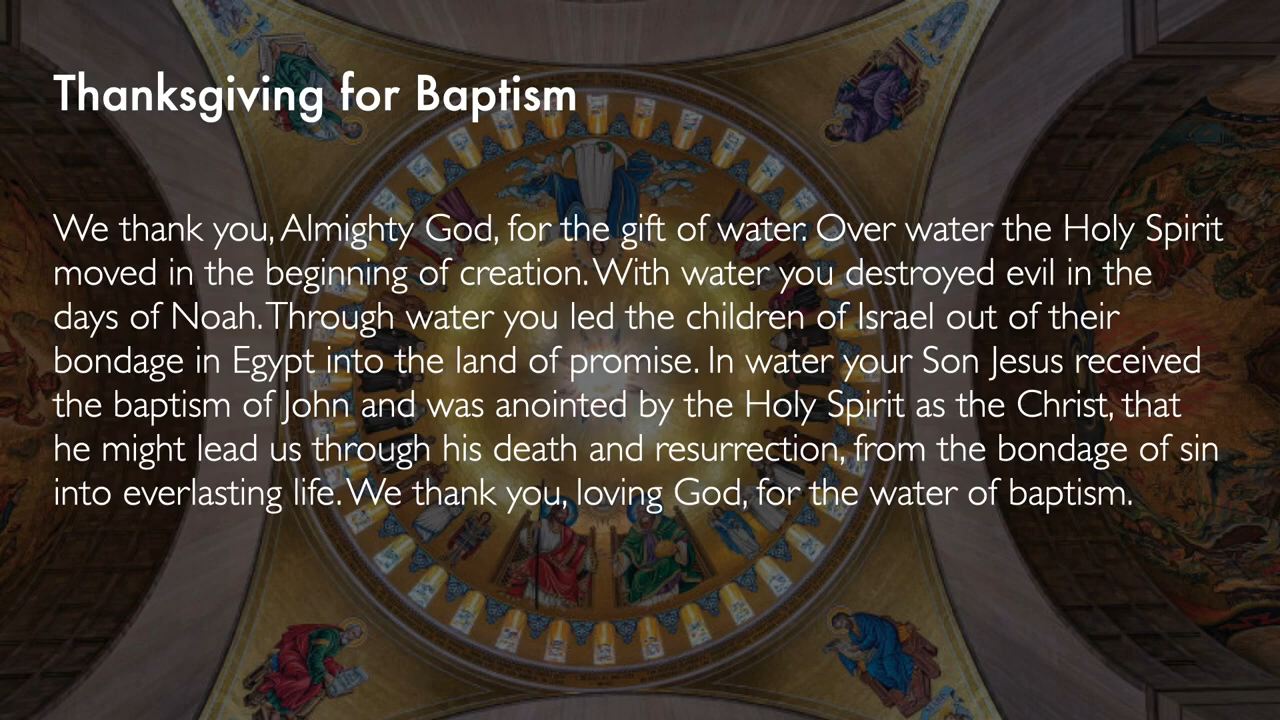 Thanksgiving for Baptism
We thank you, Almighty God, for the gift of water. Over water the Holy Spirit
moved in the beginning of creation. With water you destroyed evil in the
days of Noah. Through water you led the children of Israel out of their
bondage in Egypt into the land of promise. In water your Son Jesus received
the baptism of John and was anointed by the Holy Spirit as the Christ, that
he might lead us through his death and resurrection, from the bondage of sin
into everlasting life. We thank you, loving God, for the water of baptism.